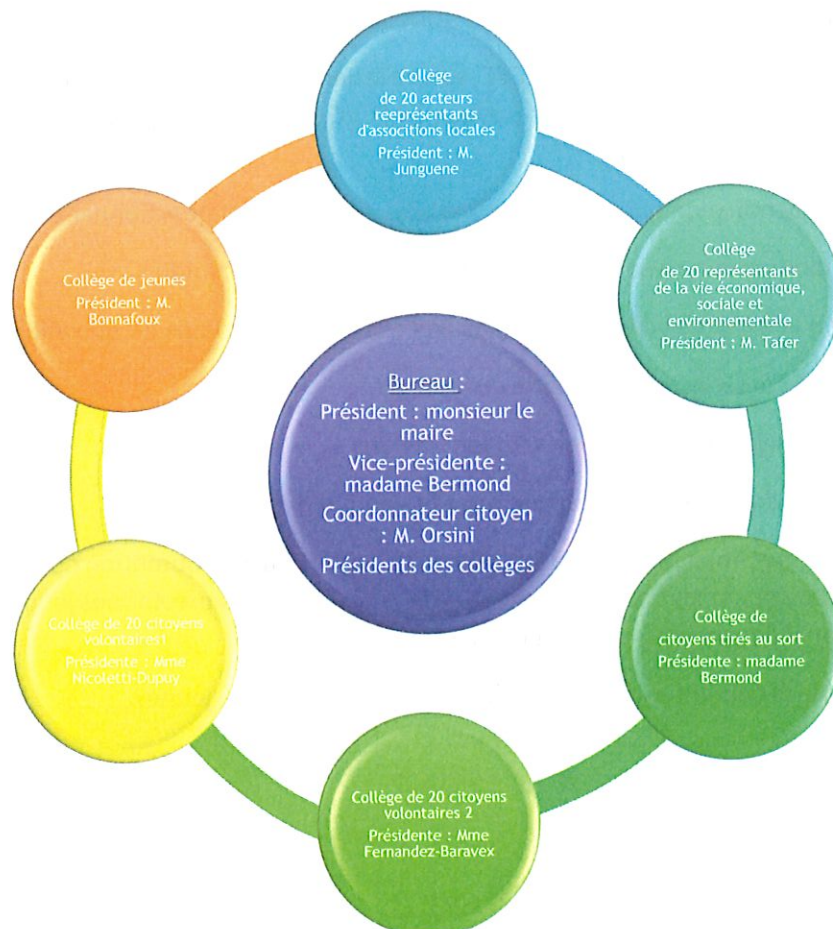 Collège
de 20 acteurs
reeprésentants
d'associtions locales
Président : M.
Junguene
Collège
de 20 représentants
de la vie économique,
sociale et
environnementale
Président : M. Tafer
Collège de
citoyens tirés au sort
Présidente : madame
Bermond
Collège de 20 citoyens
volontaires 2
Présidente : Mme
Fernandez-Baravex
Collège de 20 citoyens
volontaires1
Présidente : Mme
Nicoletti-Dupuy
Collège de jeunes
Président : M.
Bonnafoux
Bureau :
Président : monsieur le
maire
Vice-présidente :
madame Bermond
Coordonnateur citoyen
: M. Orsini
Présidents des collèges